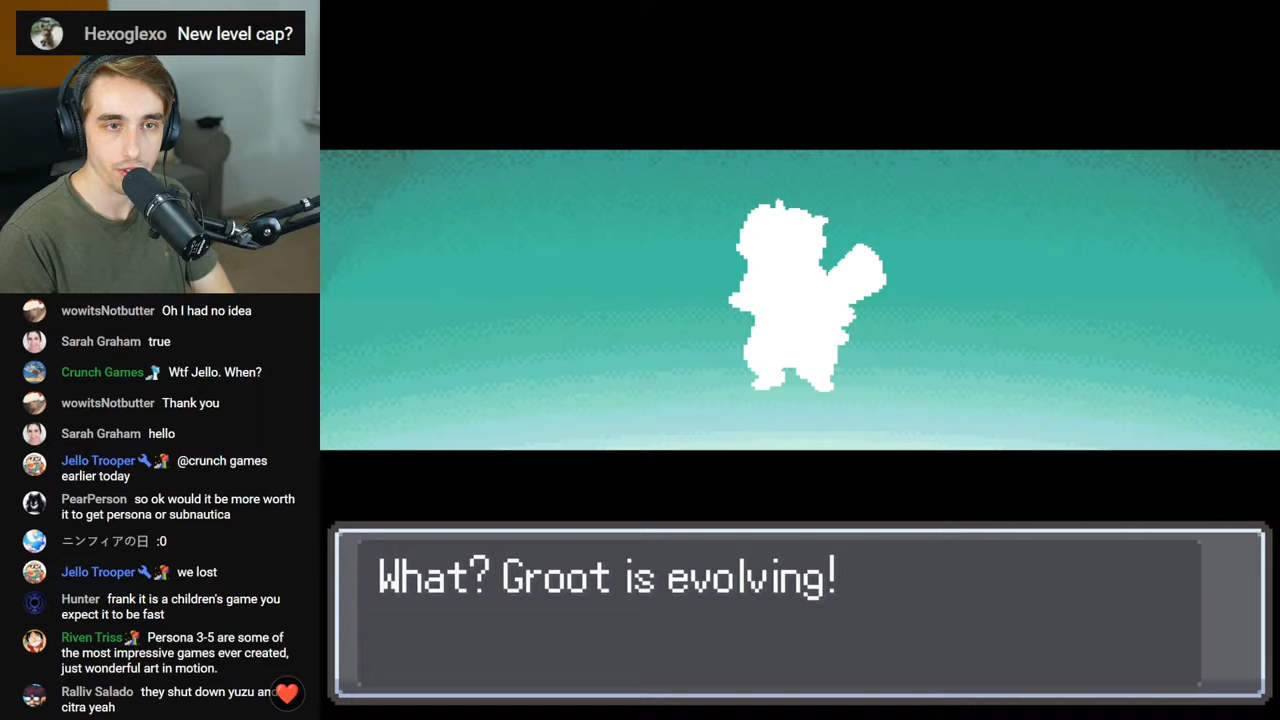 Hexoglexo New level cap?
wowitsNotbutter Oh I had no idea
Sarah Graham true
Crunch Games Wtf Jello. When?
wowitsNotbutter Thank you
Sarah Graham hello
Jello Trooper @crunch games
earlier today
PearPerson so ok would it be more worth
it to get persona or subnautica
ニンフィアの日 :0
Jello Trooper we lost
Hunter frank it is a children's game you
expect it to be fast
Riven Triss Persona 3-5 are some of
the most impressive games ever created,
just wonderful art in motion.
Ralliv Salado they shut down yuzu and
citra yeah
What? Groot is evolving!